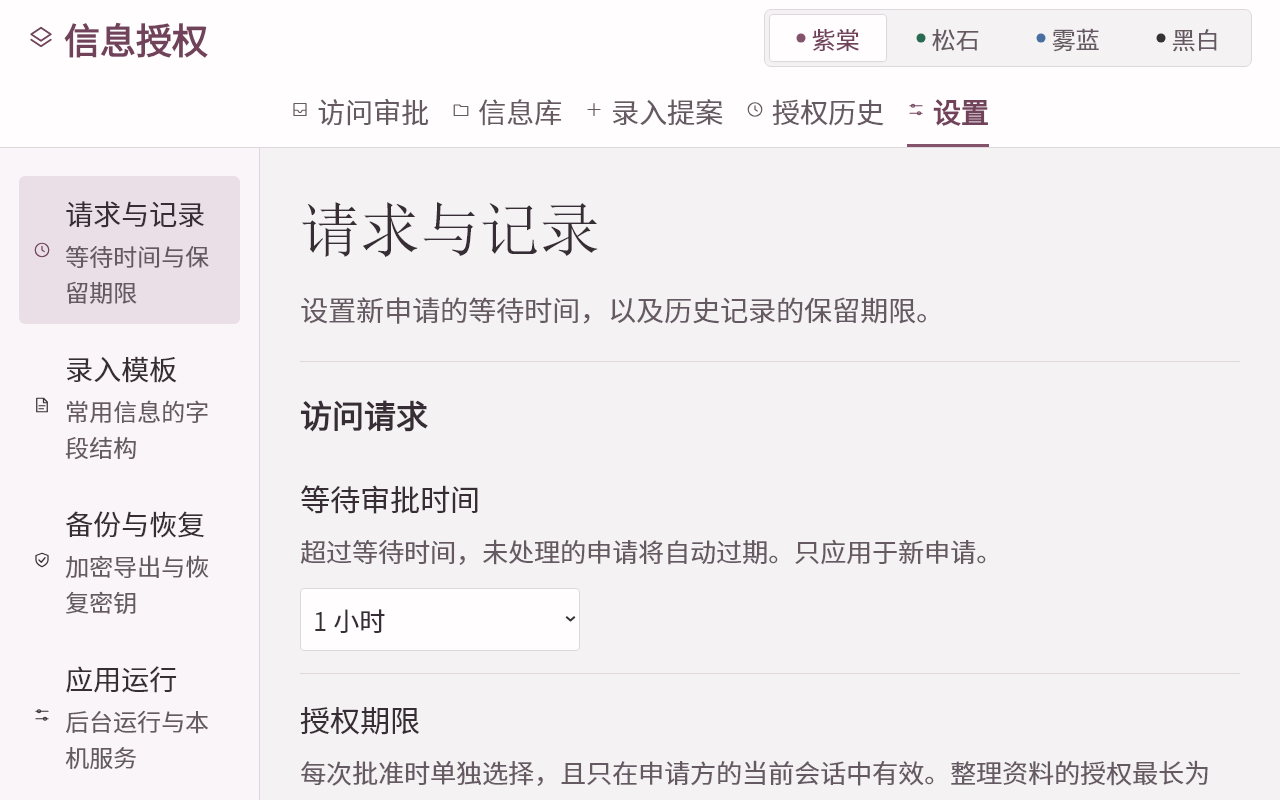 信息授权
紫棠
松石
雾蓝
黑白
访问审批
信息库
录入提案
授权历史
设置
请求与记录
等待时间与保
留期限
录入模板
常用信息的字
段结构
备份与恢复
加密导出与恢
复密钥
应用运行
后台运行与本
机服务
请求与记录
设置新申请的等待时间，以及历史记录的保留期限。
访问请求
等待审批时间
超过等待时间，未处理的申请将自动过期。只应用于新申请。
1 小时
授权期限
每次批准时单独选择，且只在申请方的当前会话中有效。整理资料的授权最长为